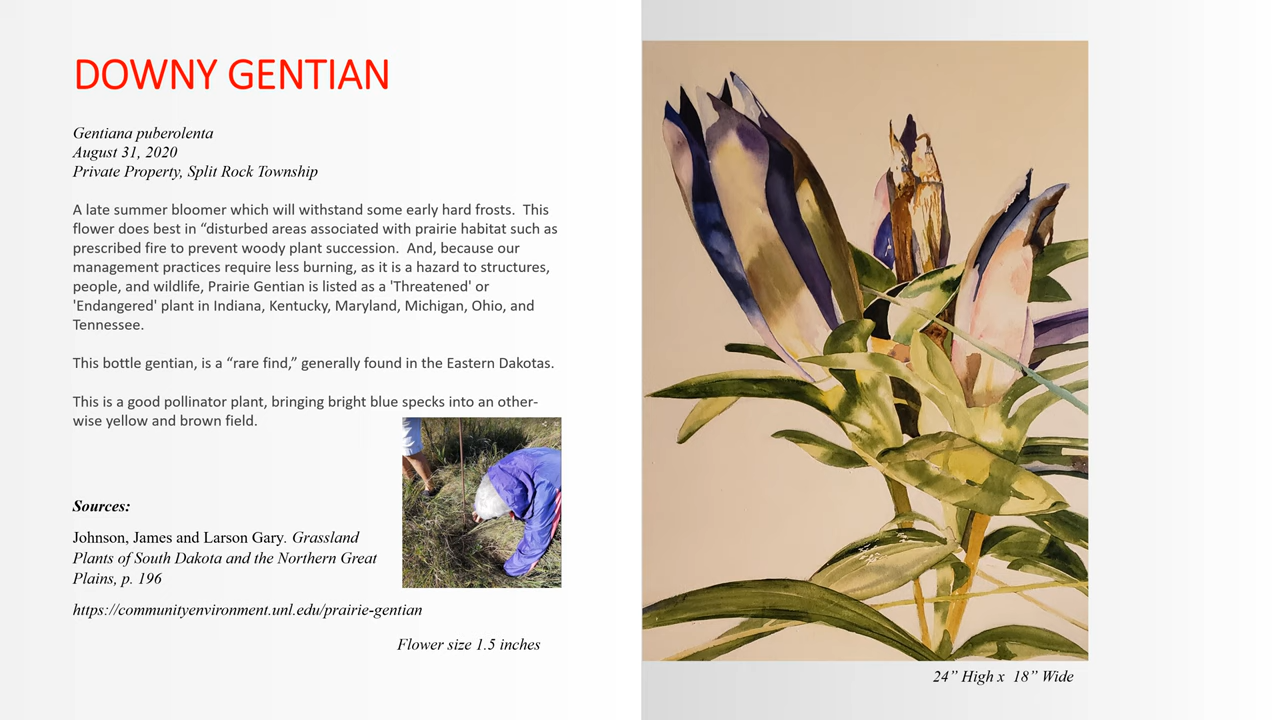 DOWNY GENTIAN
Gentiana puberolenta
August 31, 2020
Private Property, Split Rock Township
A late summer bloomer which will withstand some early hard frosts.  This
flower does best in “disturbed areas associated with prairie habitat such as
prescribed fire to prevent woody plant succession.  And, because our
management practices require less burning, as it is a hazard to structures,
people, and wildlife, Prairie Gentian is listed as a 'Threatened' or
'Endangered' plant in Indiana, Kentucky, Maryland, Michigan, Ohio, and
Tennessee.
This bottle gentian, is a “rare find,” generally found in the Eastern Dakotas.
This is a good pollinator plant, bringing bright blue specks into an other-
wise yellow and brown field.
Sources:
Johnson, James and Larson Gary. Grassland
Plants of South Dakota and the Northern Great
Plains, p. 196
https://communityenvironment.unl.edu/prairie-gentian
Flower size 1.5 inches
24” High x  18” Wide